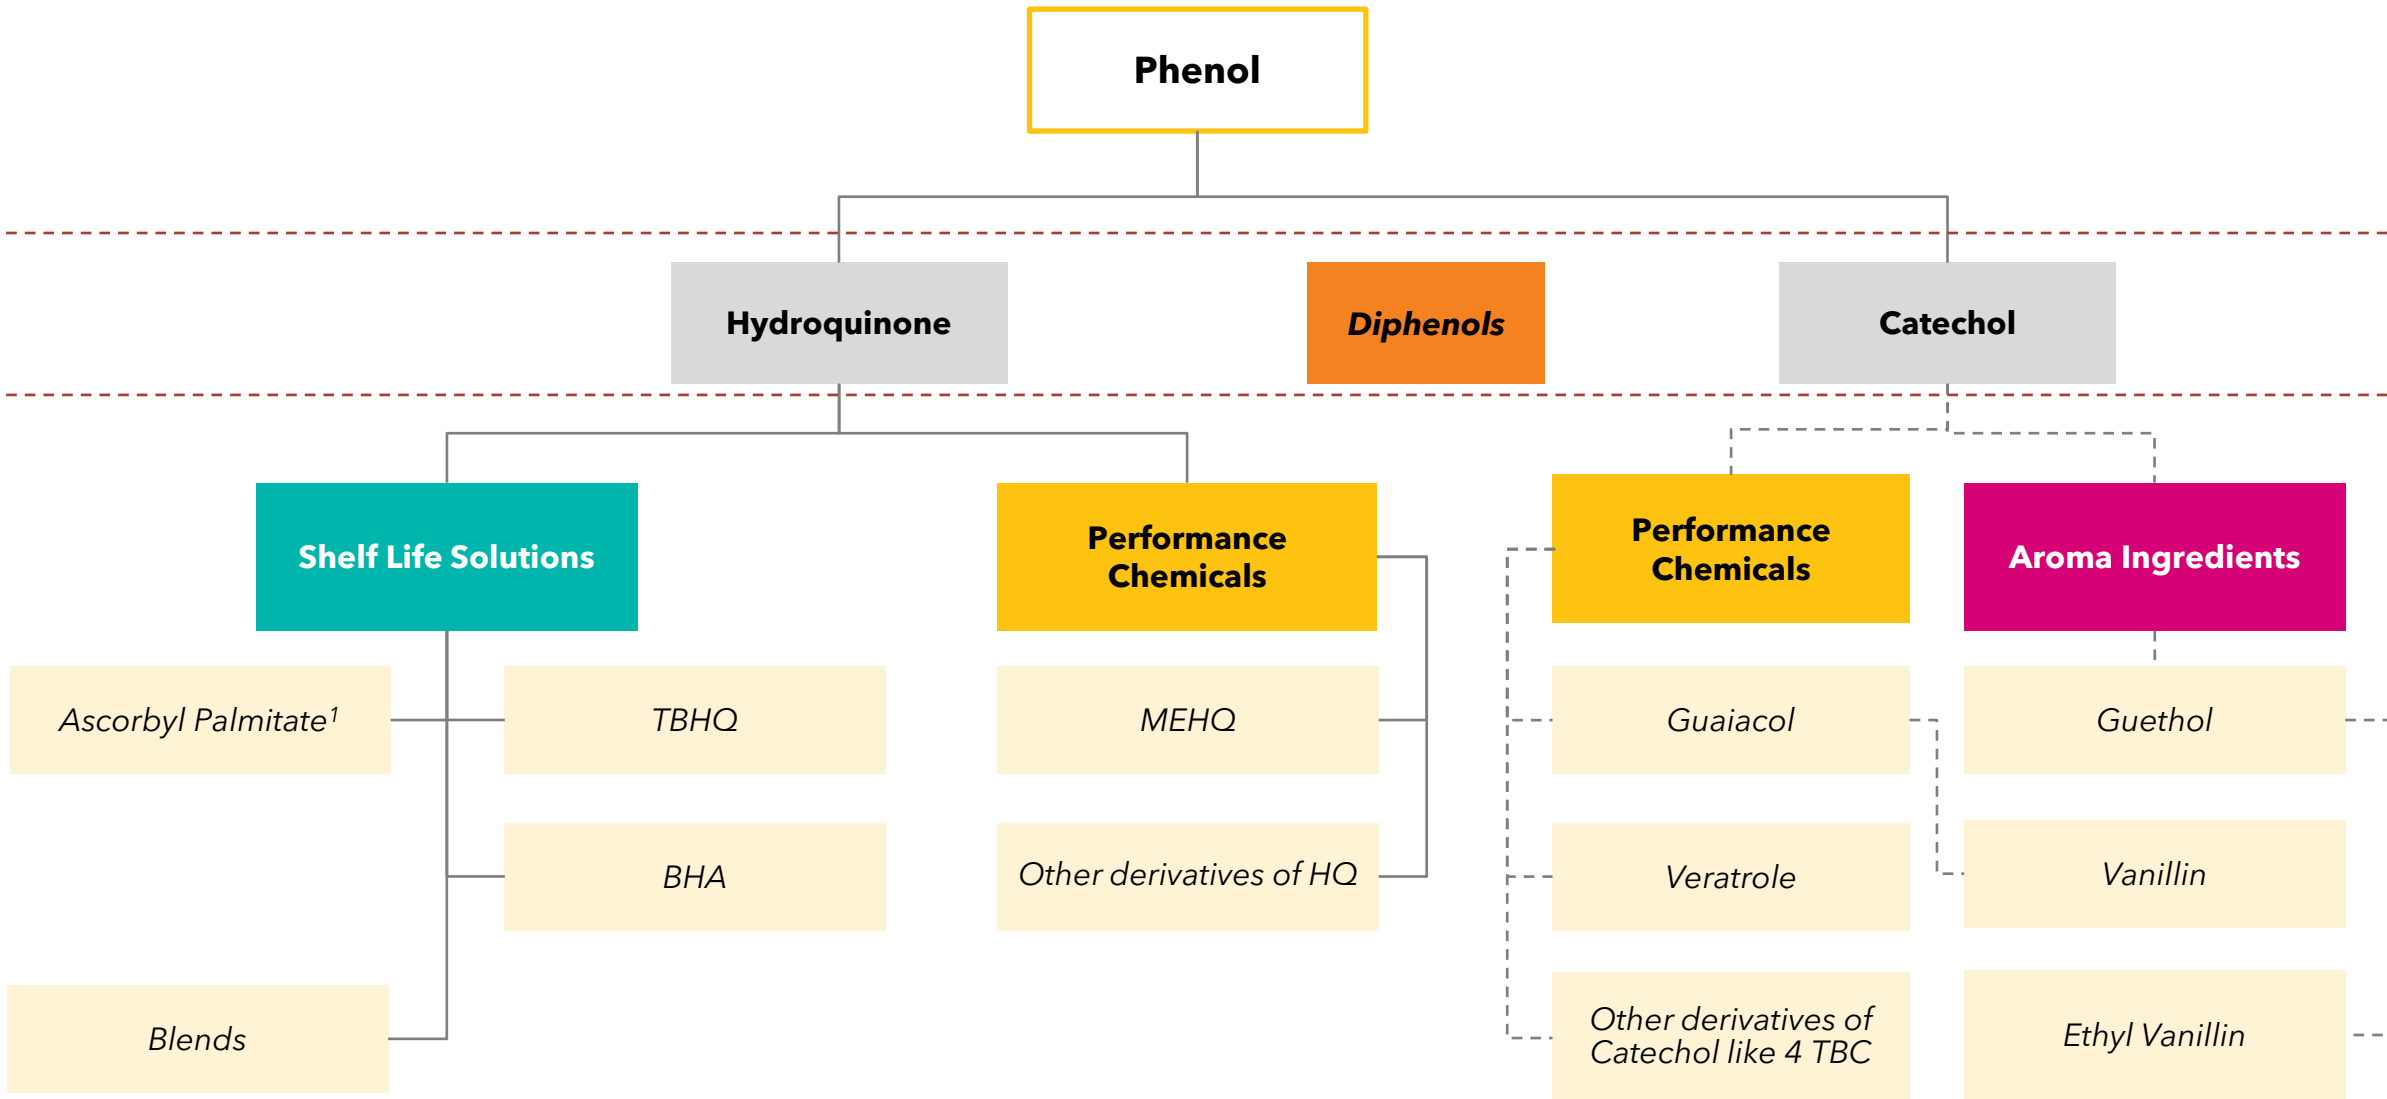 Phenol
Hydroquinone
Diphenols
Catechol
Shelf Life Solutions
Performance
Chemicals
Performance
Chemicals
Aroma Ingredients
Ascorbyl Palmitate¹
TBHQ
MEHQ
Guaiacol
Guethol
BHA
Other derivatives of HQ
Veratrole
Vanillin
Blends
Other derivatives of
Catechol like 4 TBC
Ethyl Vanillin